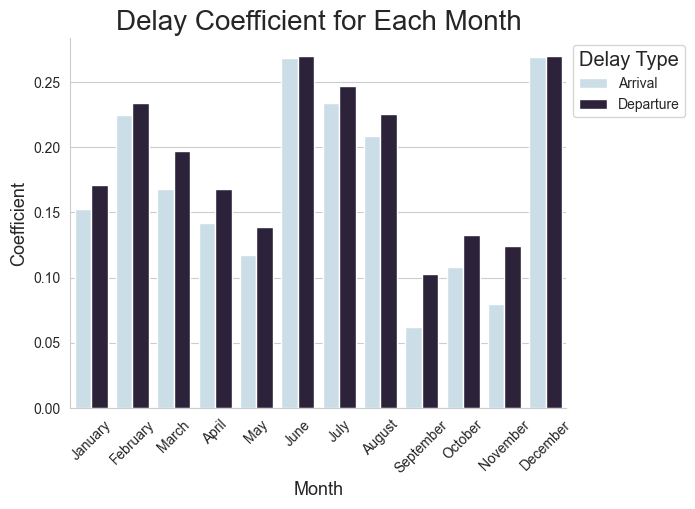 Delay Coefficient for Each Month
Delay Type
Arrival
Departure
Coefficient
0.25
0.20
0.15
0.10
0.05
0.00
January
February
March
April
May
June
July
August
September
October
November
December
Month